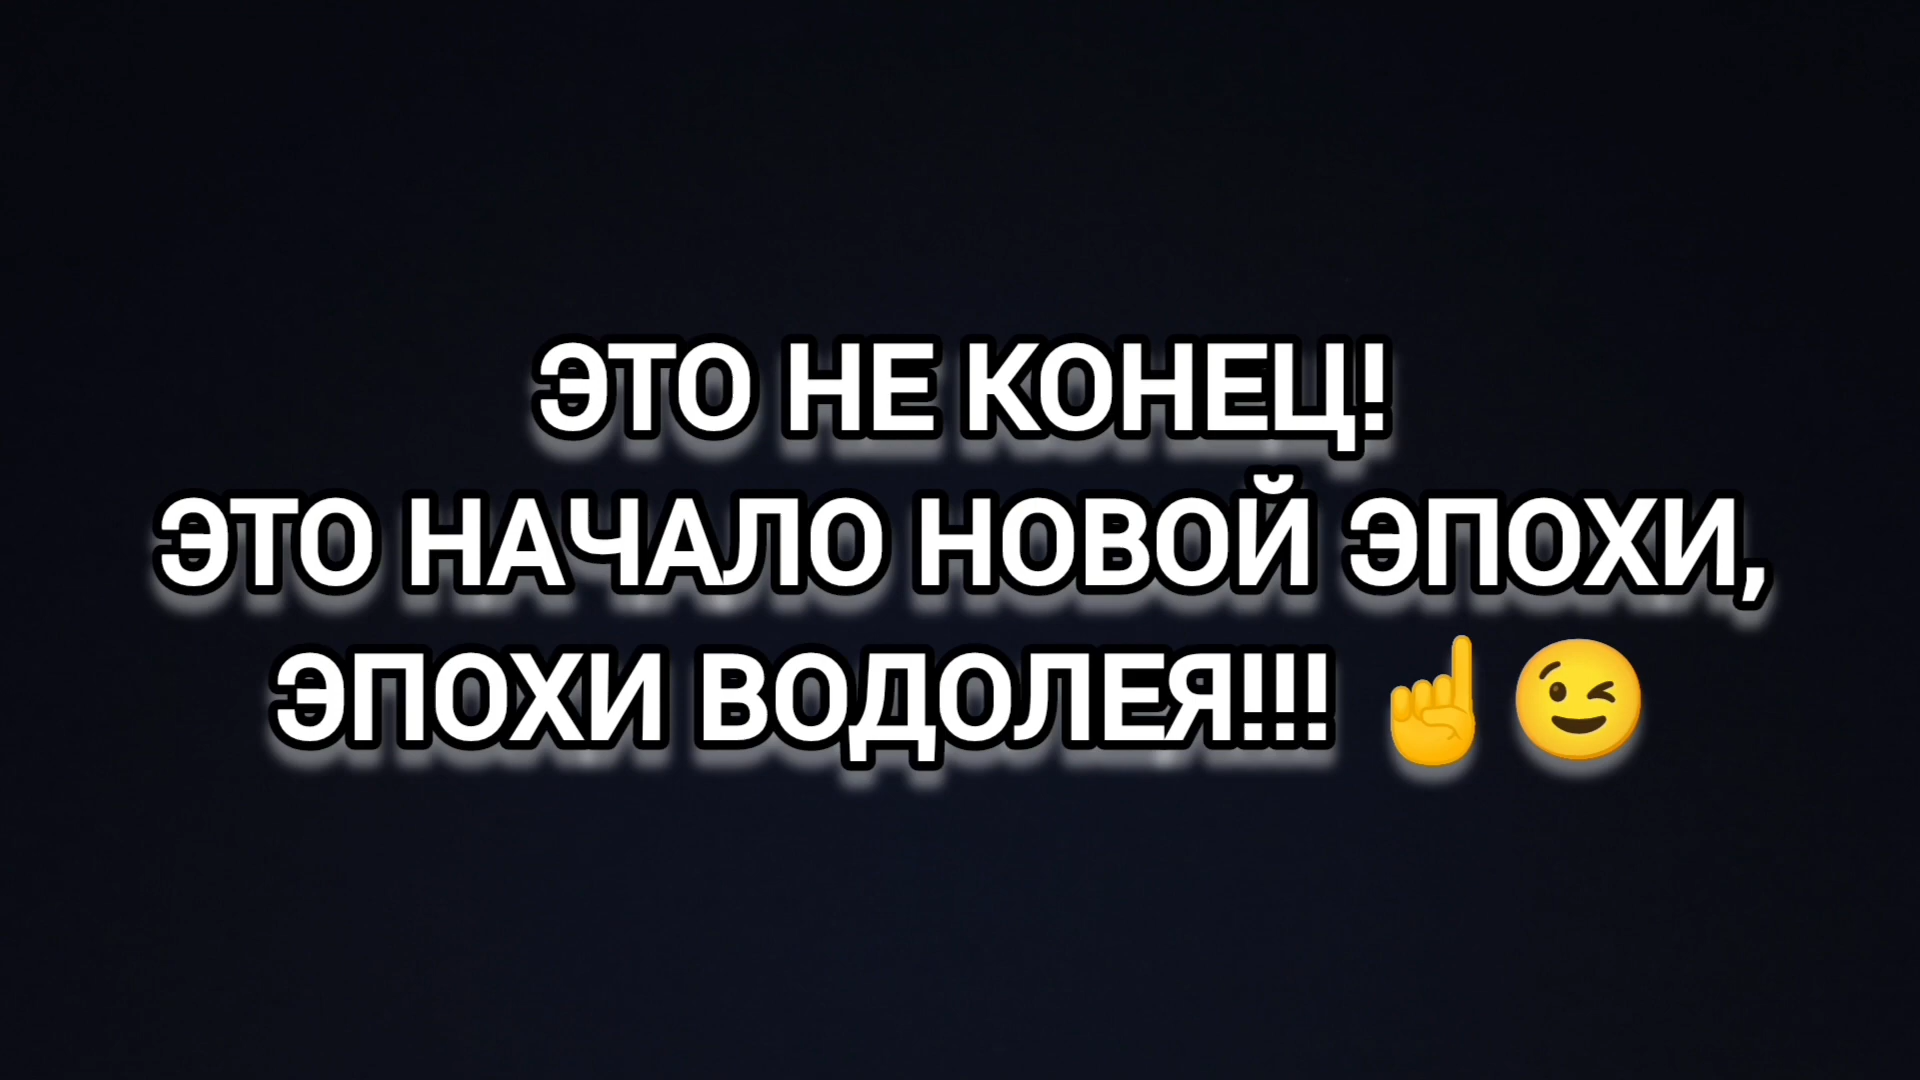 ЭТО НЕ КОНЕЦ!
ЭТО НАЧАЛО НОВОЙ ЭПОХИ,
ЭПОХИ ВОДОЛЕЯ!!! ☝😉